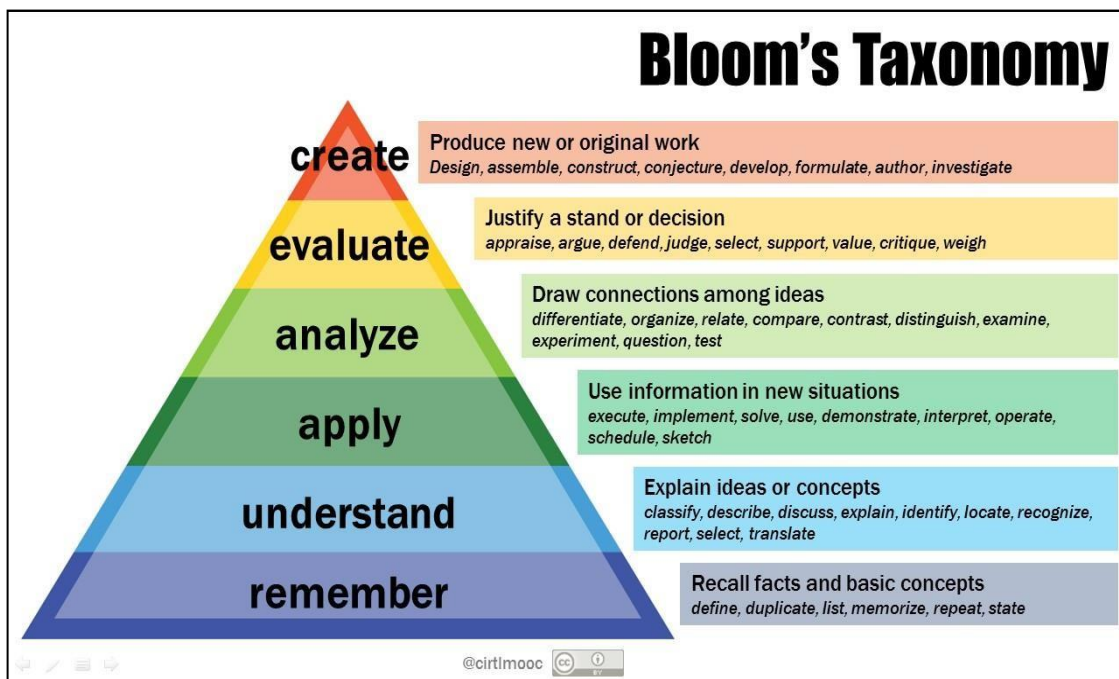 Bloom's Taxonomy
create
Produce new or original work
Design, assemble, construct, conjecture, develop, formulate, author, investigate
evaluate
Justify a stand or decision
appraise, argue, defend, judge, select, support, value, critique, weigh
analyze
Draw connections among ideas
differentiate, organize, relate, compare, contrast, distinguish, examine,
experiment, question, test
apply
Use information in new situations
execute, implement, solve, use, demonstrate, interpret, operate,
schedule, sketch
understand
Explain ideas or concepts
classify, describe, discuss, explain, identify, locate, recognize,
report, select, translate
remember
Recall facts and basic concepts
define, duplicate, list, memorize, repeat, state
@cirtlmooc
cc
BY